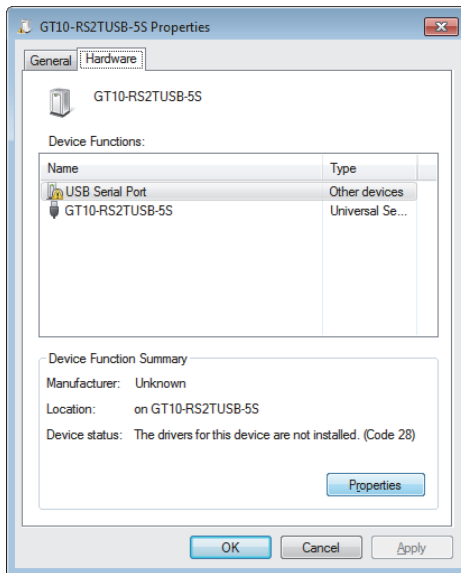 GT10-RS2TUSB-5S Properties
General Hardware
GT10-RS2TUSB-5S
Device Functions:
Name Type
USB Serial Port Other devices
GT10-RS2TUSB-5S Universal Se...
Device Function Summary
Manufacturer: Unknown
Location: on GT10-RS2TUSB-5S
Device status: The drivers for this device are not installed. (Code 28)
Properties
OK Cancel Apply